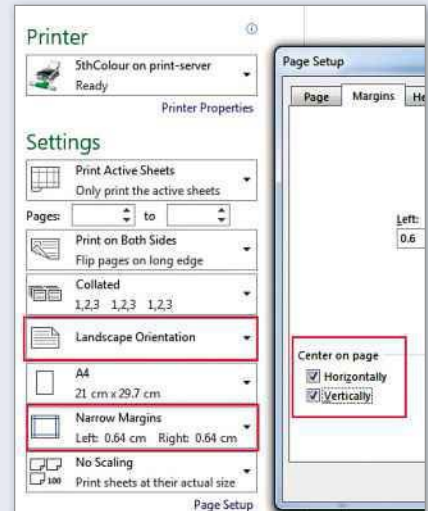 Printer
5thColour on print-server
Ready
Printer Properties
Settings
Print Active Sheets
Only print the active sheets
Pages: to
Print on Both Sides
Flip pages on long edge
Collated
1,2,3 1,2,3 1,2,3
Landscape Orientation
A4
21 cm x 29.7 cm
Narrow Margins
Left: 0.64 cm Right: 0.64 cm
No Scaling
100
Print sheets at their actual size
Page Setup
Page Setup
Page Margins
Left:
0.6
Center on page
Horizontally
Vertically